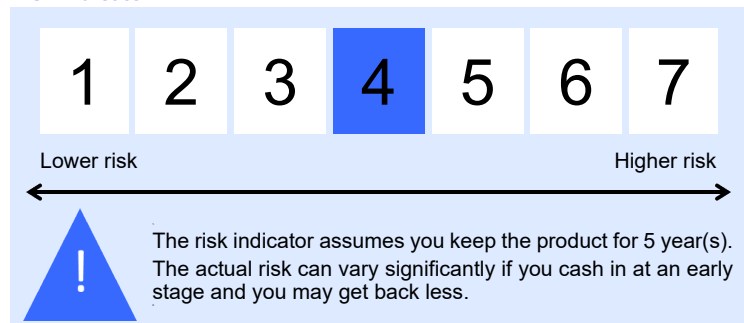 1 2 3 4 5 6 7
Lower risk Higher risk
!
The risk indicator assumes you keep the product for 5 year(s).
The actual risk can vary significantly if you cash in at an early
stage and you may get back less.